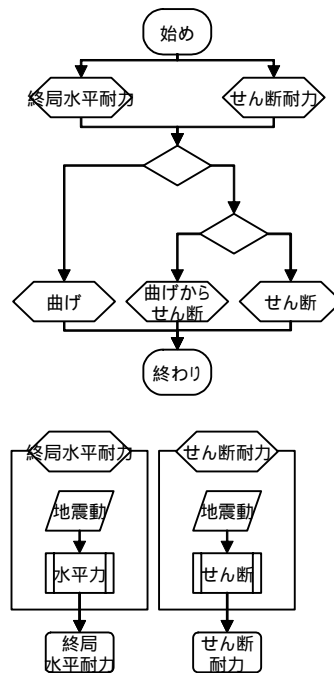 始め
終局水平耐力
せん断耐力
曲げ
曲げから
せん断
せん断
終わり
終局水平耐力
せん断耐力
地震動
地震動
水平力
せん断
終局
水平耐力
せん断
耐力